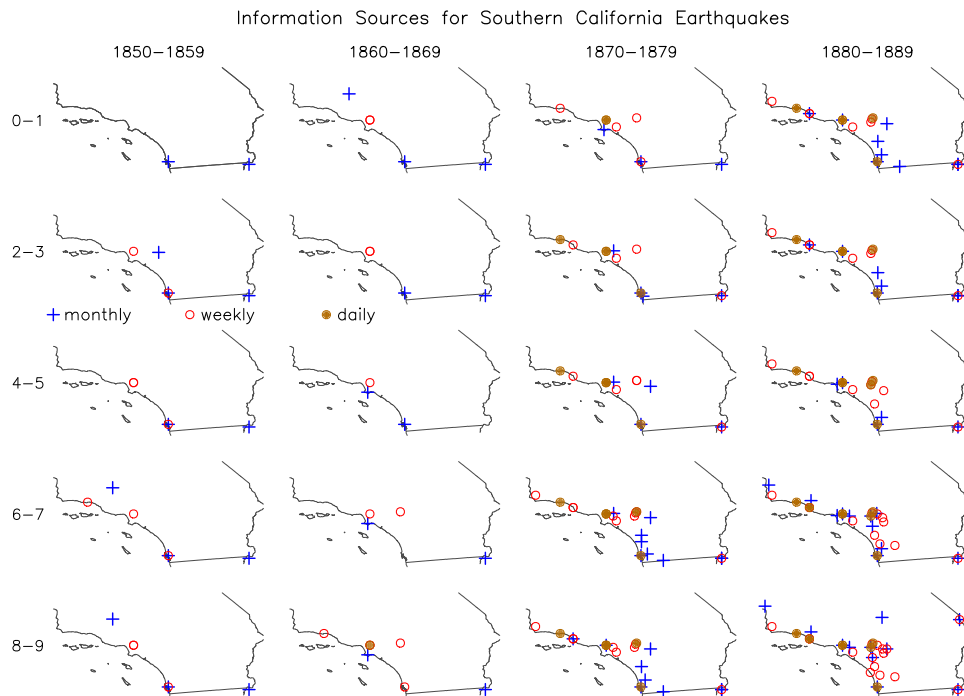 Information Sources for Southern California Earthquakes
1850−1859 1860−1869 1870−1879 1880−1889
0−1
2−3
monthly weekly daily
4−5
6−7
8−9